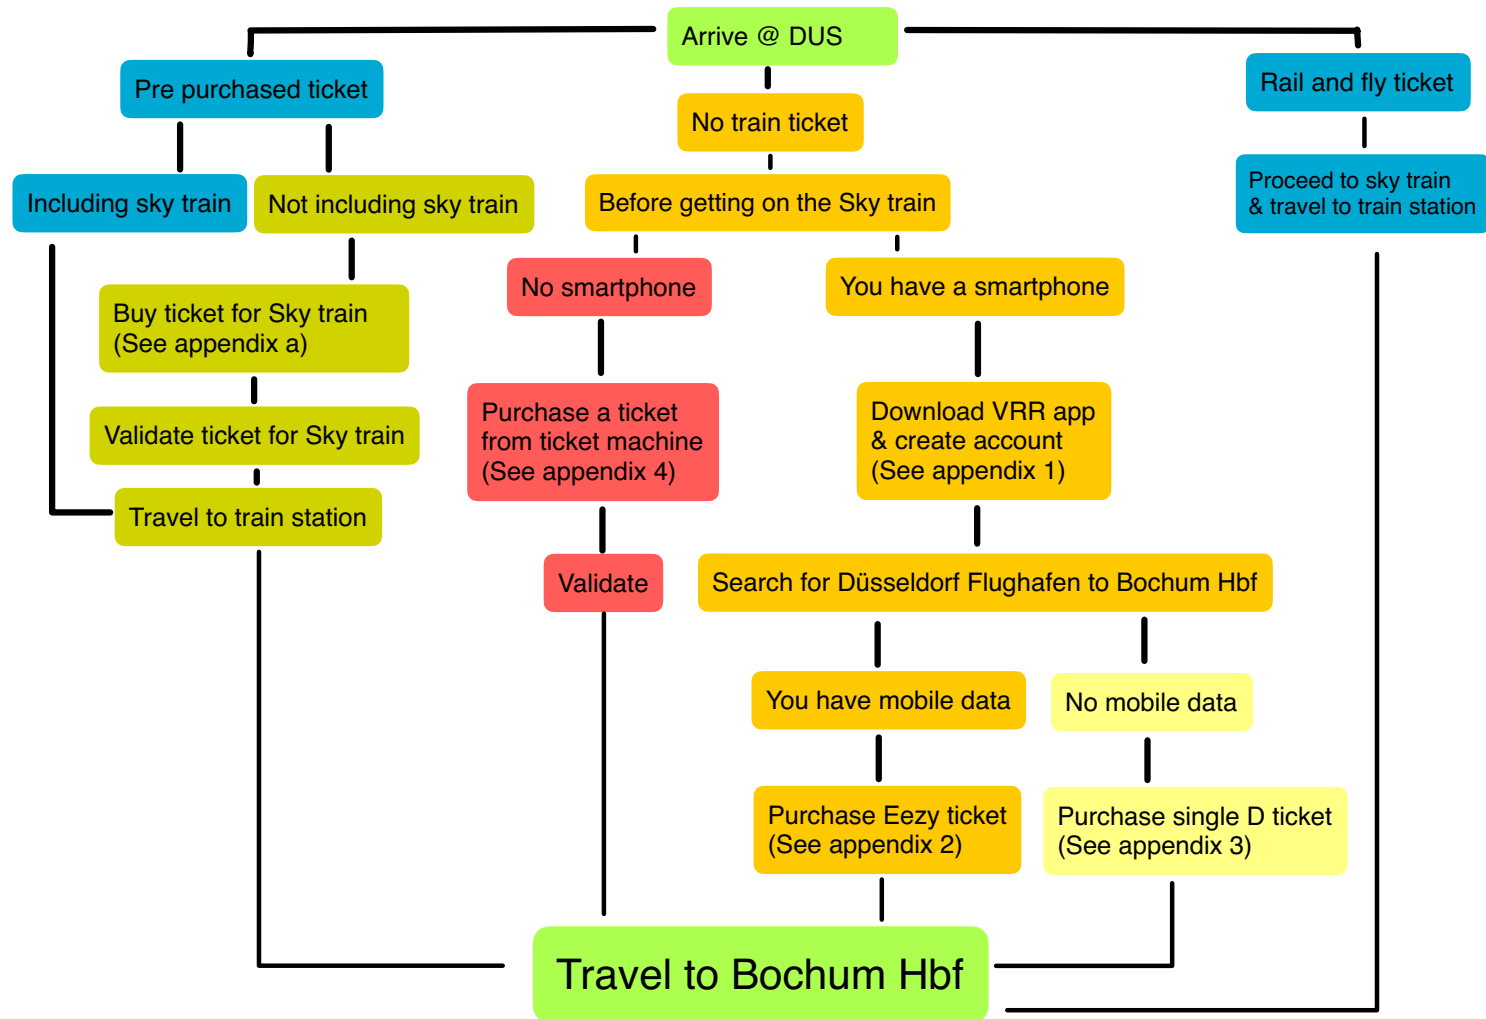 Arrive @ DUS
Pre purchased ticket
Rail and fly ticket
No train ticket
Including sky train
Not including sky train
Before getting on the Sky train
Proceed to sky train
& travel to train station
No smartphone
You have a smartphone
Buy ticket for Sky train
(See appendix a)
Purchase a ticket
from ticket machine
(See appendix 4)
Download VRR app
& create account
(See appendix 1)
Validate ticket for Sky train
Travel to train station
Validate
Search for Düsseldorf Flughafen to Bochum Hbf
You have mobile data
No mobile data
Purchase Eezy ticket
(See appendix 2)
Purchase single D ticket
(See appendix 3)
Travel to Bochum Hbf